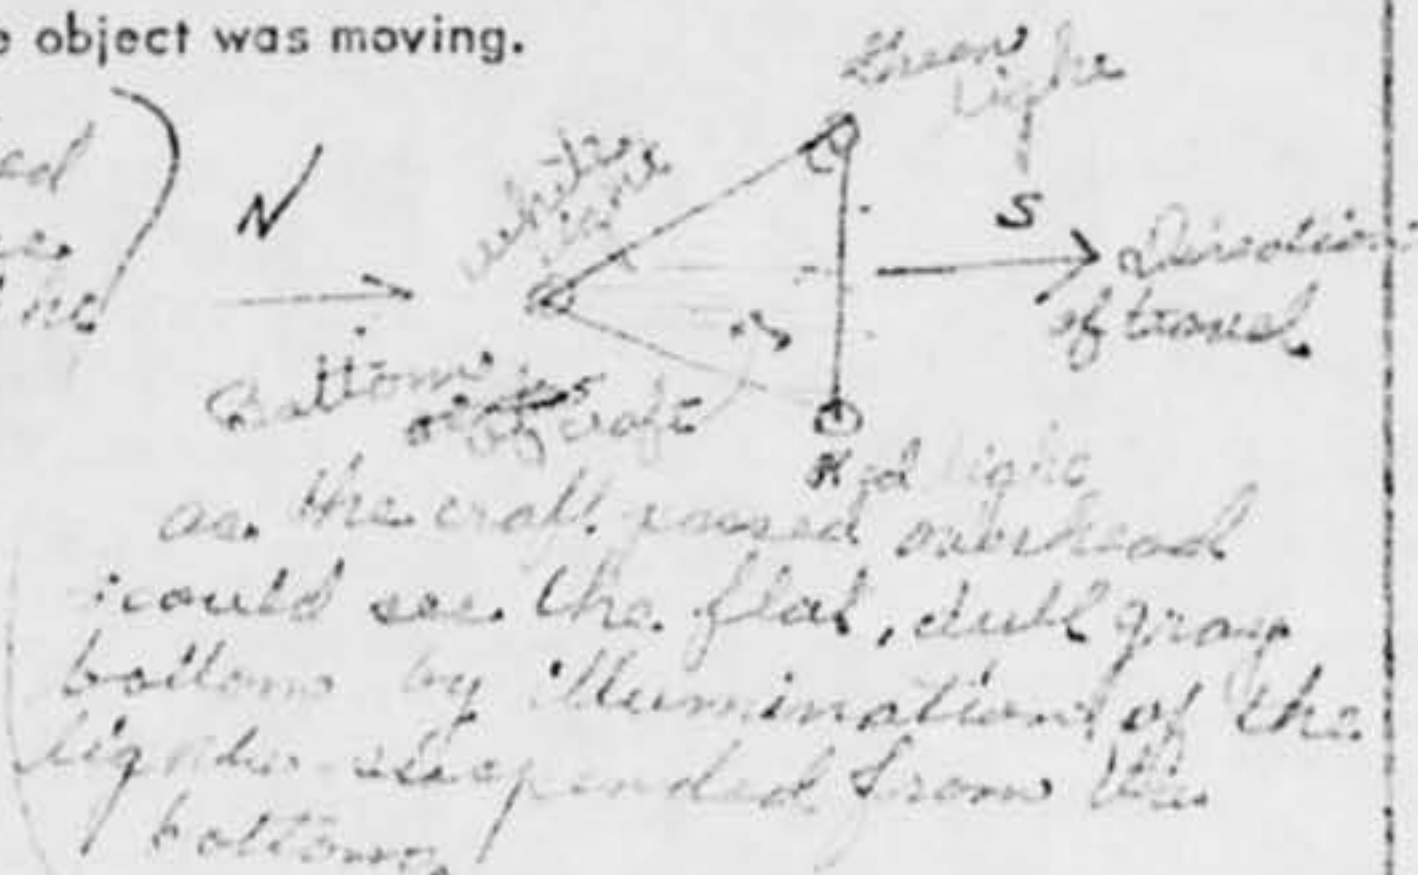 e object was moving.
Green
Light
ed
N
white
S
Direction
of travel
Bottom
of craft
Red light
as the craft passed overhead
i could see the flat, dull gray
bottom by illumination of the
lights suspended from the
bottom